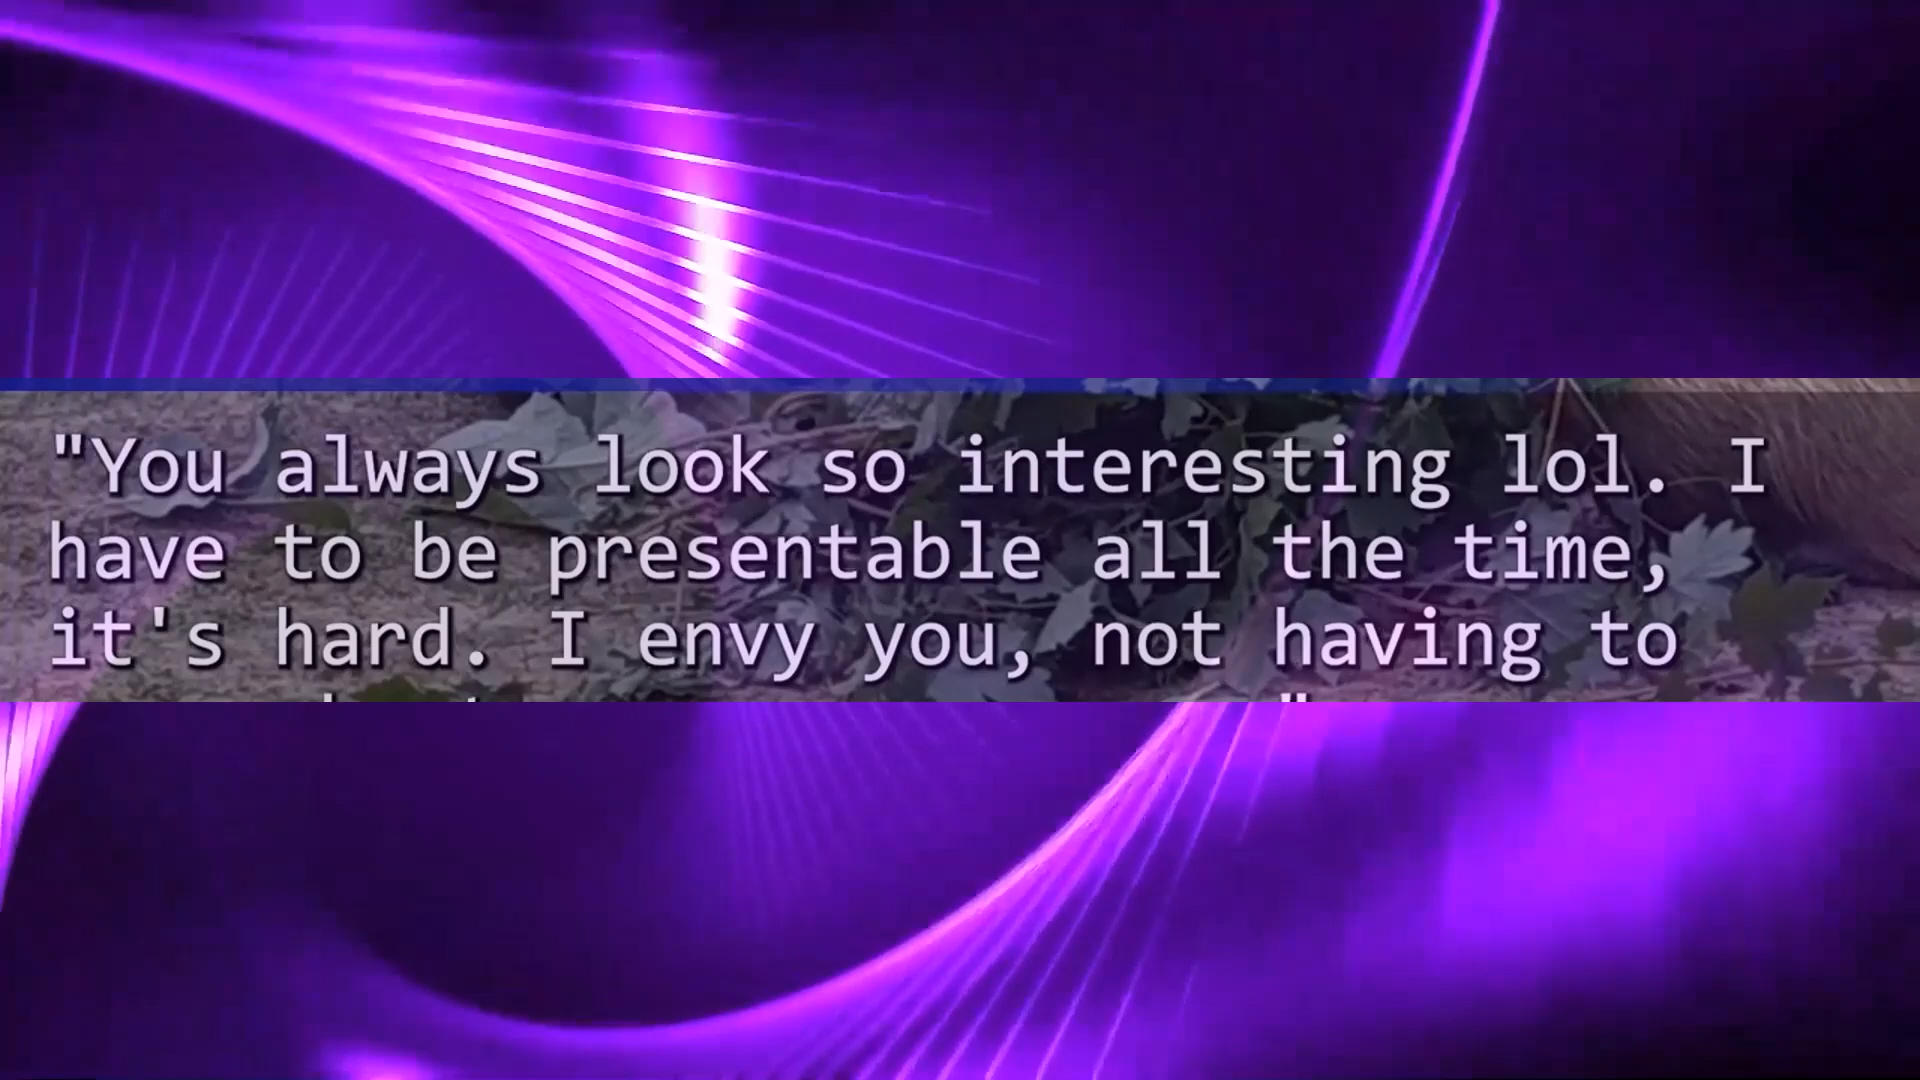 "You always look so interesting lol. I
have to be presentable all the time,
it's hard. I envy you, not having to